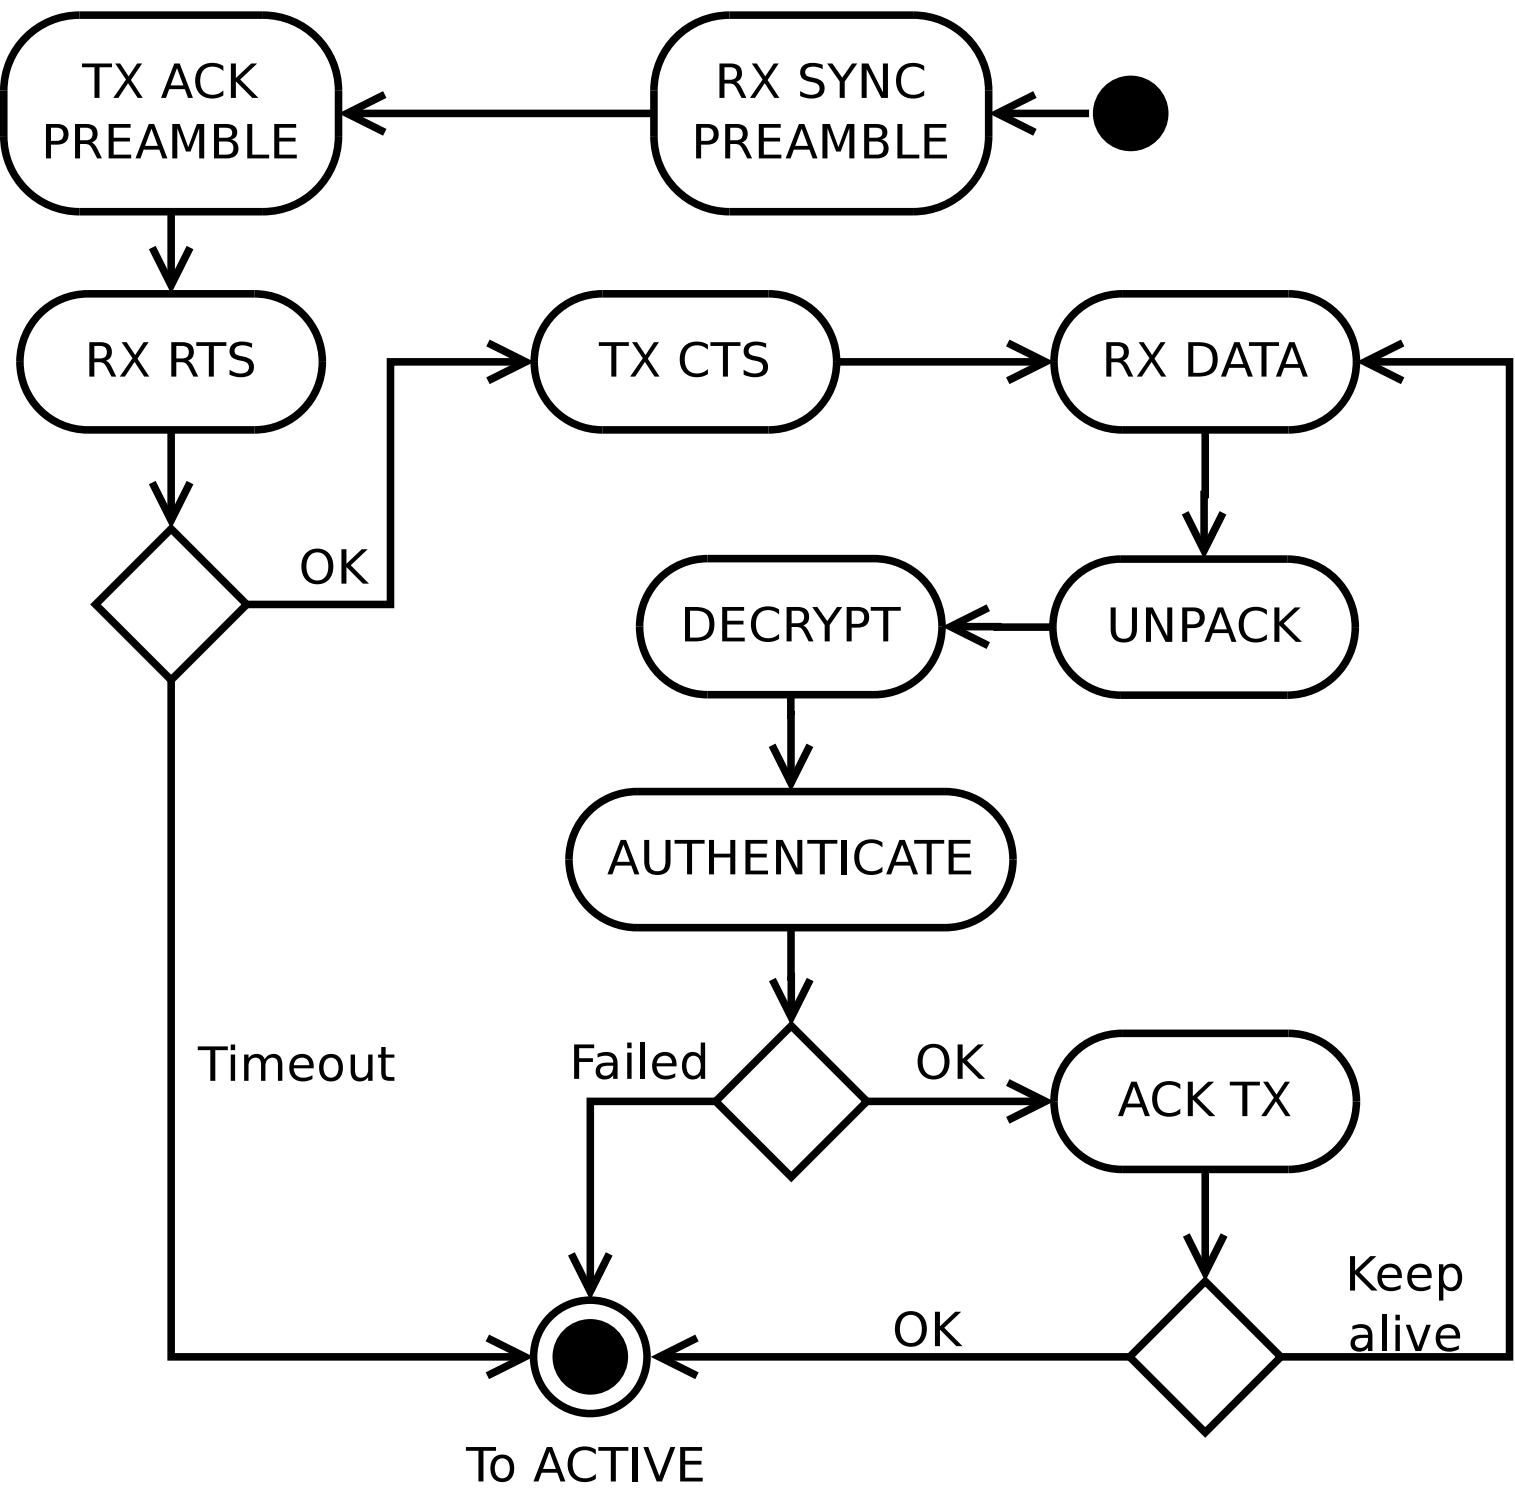 TX ACK
PREAMBLE
RX SYNC
PREAMBLE
RX RTS
TX CTS
RX DATA
OK
DECRYPT
UNPACK
AUTHENTICATE
Timeout
Failed
OK
ACK TX
Keep
alive
OK
To ACTIVE